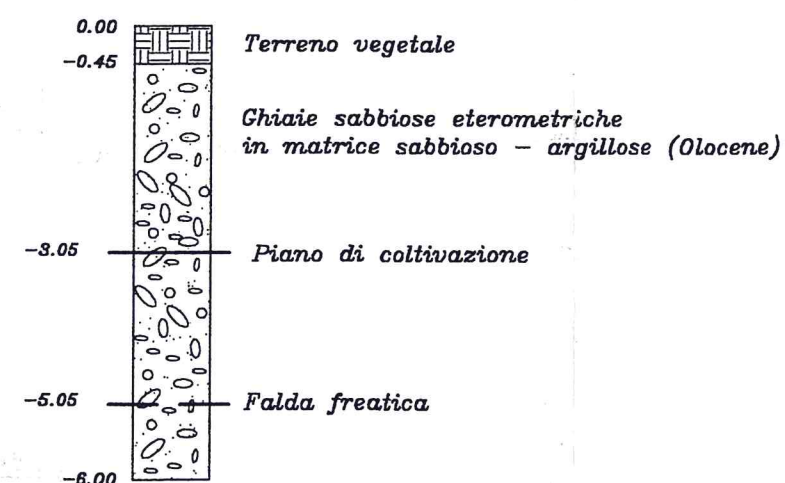 0.00
Terreno vegetale
-0.45
Ghiaie sabbiose eterometriche
in matrice sabbioso - argillose (Olocene)
-3.05
Piano di coltivazione
-5.05
Falda freatica
-6.00